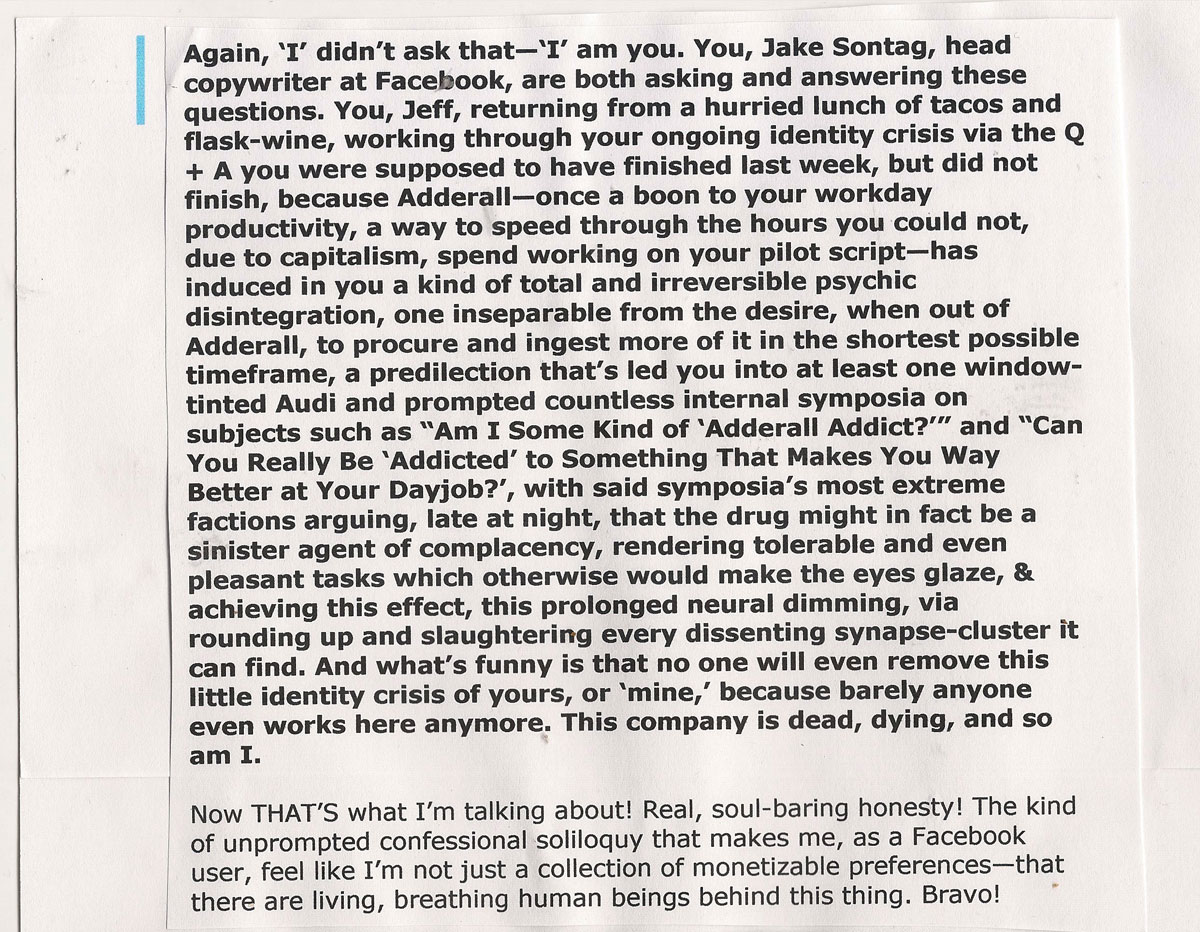 Again, ‘I’ didn’t ask that—‘I’ am you. You, Jake Sontag, head
copywriter at Facebook, are both asking and answering these
questions. You, Jeff, returning from a hurried lunch of tacos and
flask-wine, working through your ongoing identity crisis via the Q
+ A you were supposed to have finished last week, but did not
finish, because Adderall—once a boon to your workday
productivity, a way to speed through the hours you could not,
due to capitalism, spend working on your pilot script—has
induced in you a kind of total and irreversible psychic
disintegration, one inseparable from the desire, when out of
Adderall, to procure and ingest more of it in the shortest possible
timeframe, a predilection that’s led you into at least one window-
tinted Audi and prompted countless internal symposia on
subjects such as “Am I Some Kind of ‘Adderall Addict?’” and “Can
You Really Be ‘Addicted’ to Something That Makes You Way
Better at Your Dayjob?’, with said symposia’s most extreme
factions arguing, late at night, that the drug might in fact be a
sinister agent of complacency, rendering tolerable and even
pleasant tasks which otherwise would make the eyes glaze, &
achieving this effect, this prolonged neural dimming, via
rounding up and slaughtering every dissenting synapse-cluster it
can find. And what’s funny is that no one will even remove this
little identity crisis of yours, or ‘mine,’ because barely anyone
even works here anymore. This company is dead, dying, and so
am I.
Now THAT’S what I’m talking about! Real, soul-baring honesty! The kind
of unprompted confessional soliloquy that makes me, as a Facebook
user, feel like I’m not just a collection of monetizable preferences—that
there are living, breathing human beings behind this thing. Bravo!